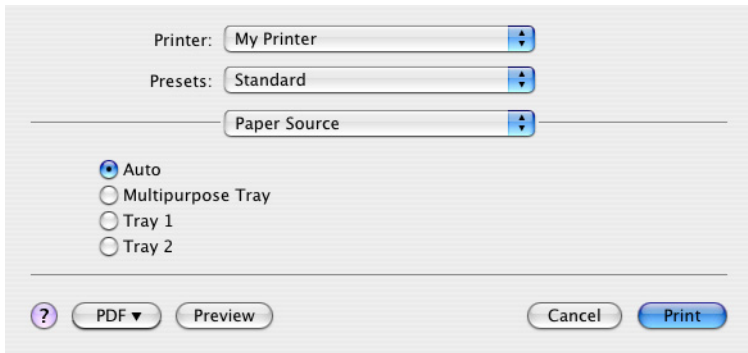 Printer: My Printer
Presets: Standard
Paper Source
Auto
Multipurpose Tray
Tray 1
Tray 2
? PDF ▼ Preview Cancel Print